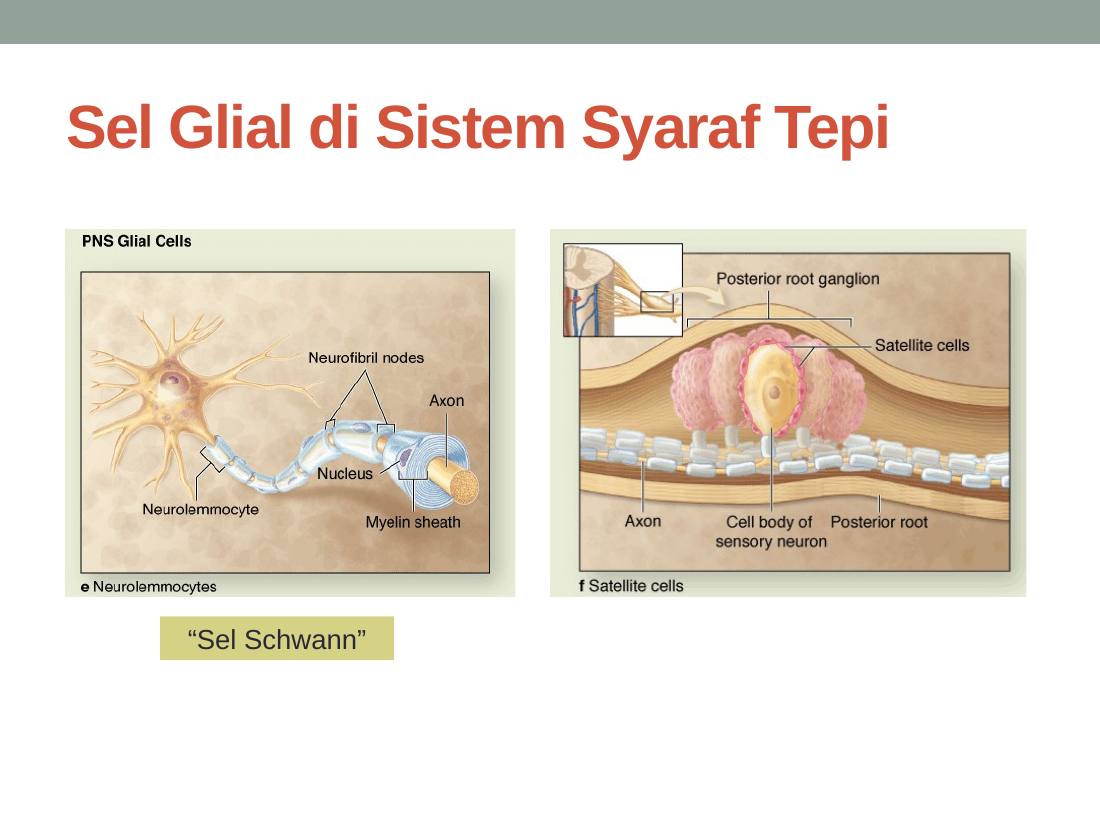 Sel Glial di Sistem Syaraf Tepi
PNS Glial Cells
Neurofibril nodes
Axon
Nucleus
Neurolemmocyte
Myelin sheath
e Neurolemmocytes
“Sel Schwann”
Posterior root ganglion
Satellite cells
Axon
Cell body of
sensory neuron
Posterior root
f Satellite cells